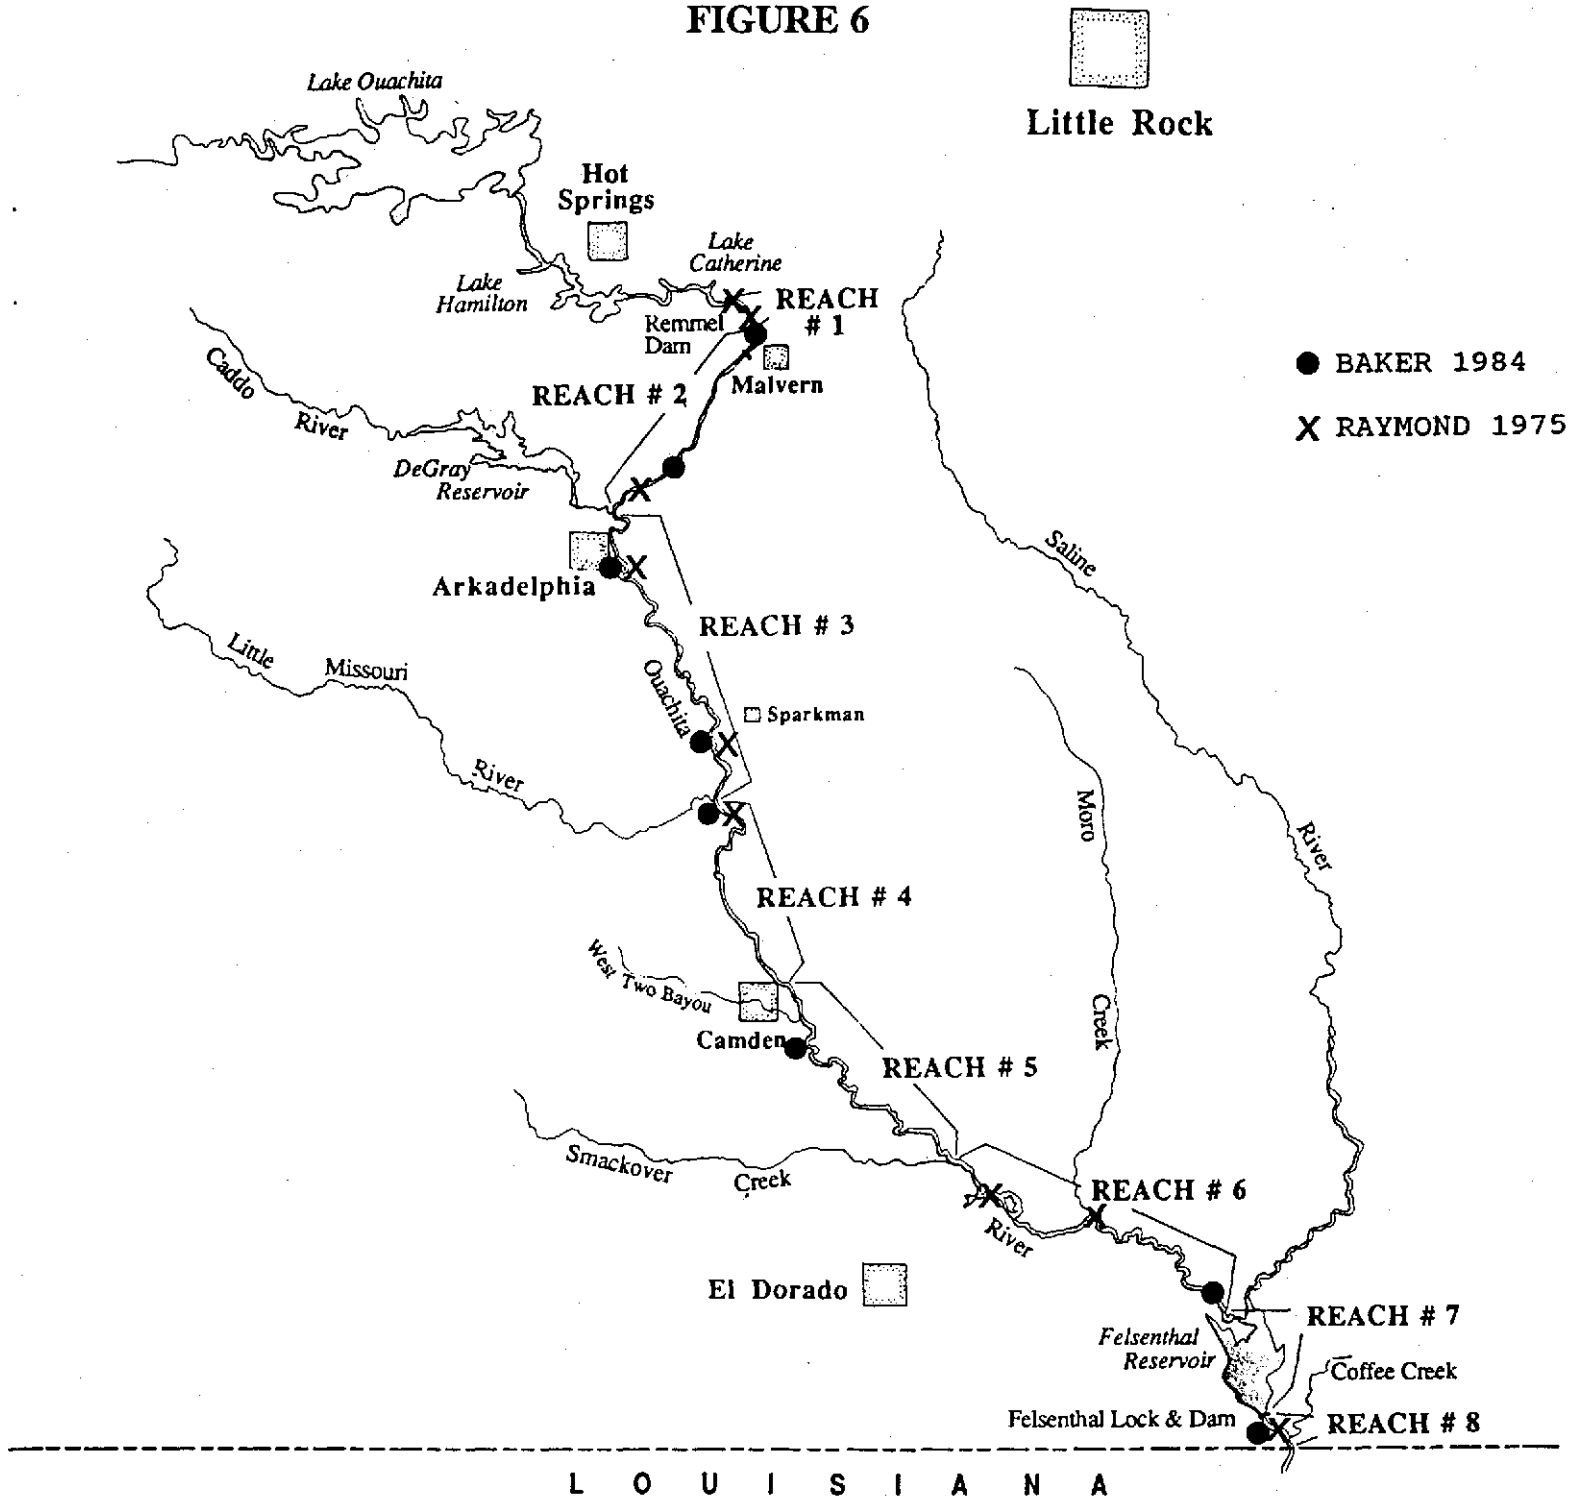 FIGURE 6
Little Rock
Lake Ouachita
Hot
Springs
Lake
Catherine
Lake
Hamilton
REACH
# 1
Remmel
Dam
Malvern
REACH # 2
BAKER 1984
RAYMOND 1975
Caddo
River
DeGray
Reservoir
Arkadelphia
Saline
River
REACH # 3
Little
Missouri
River
Ouachita
Sparkman
Moro
Creek
REACH # 4
West Two Bayou
Camden
REACH # 5
Smackover
Creek
REACH # 6
River
El Dorado
REACH # 7
Felsenthal
Reservoir
Coffee Creek
Felsenthal Lock & Dam
REACH # 8
LOUISIANA